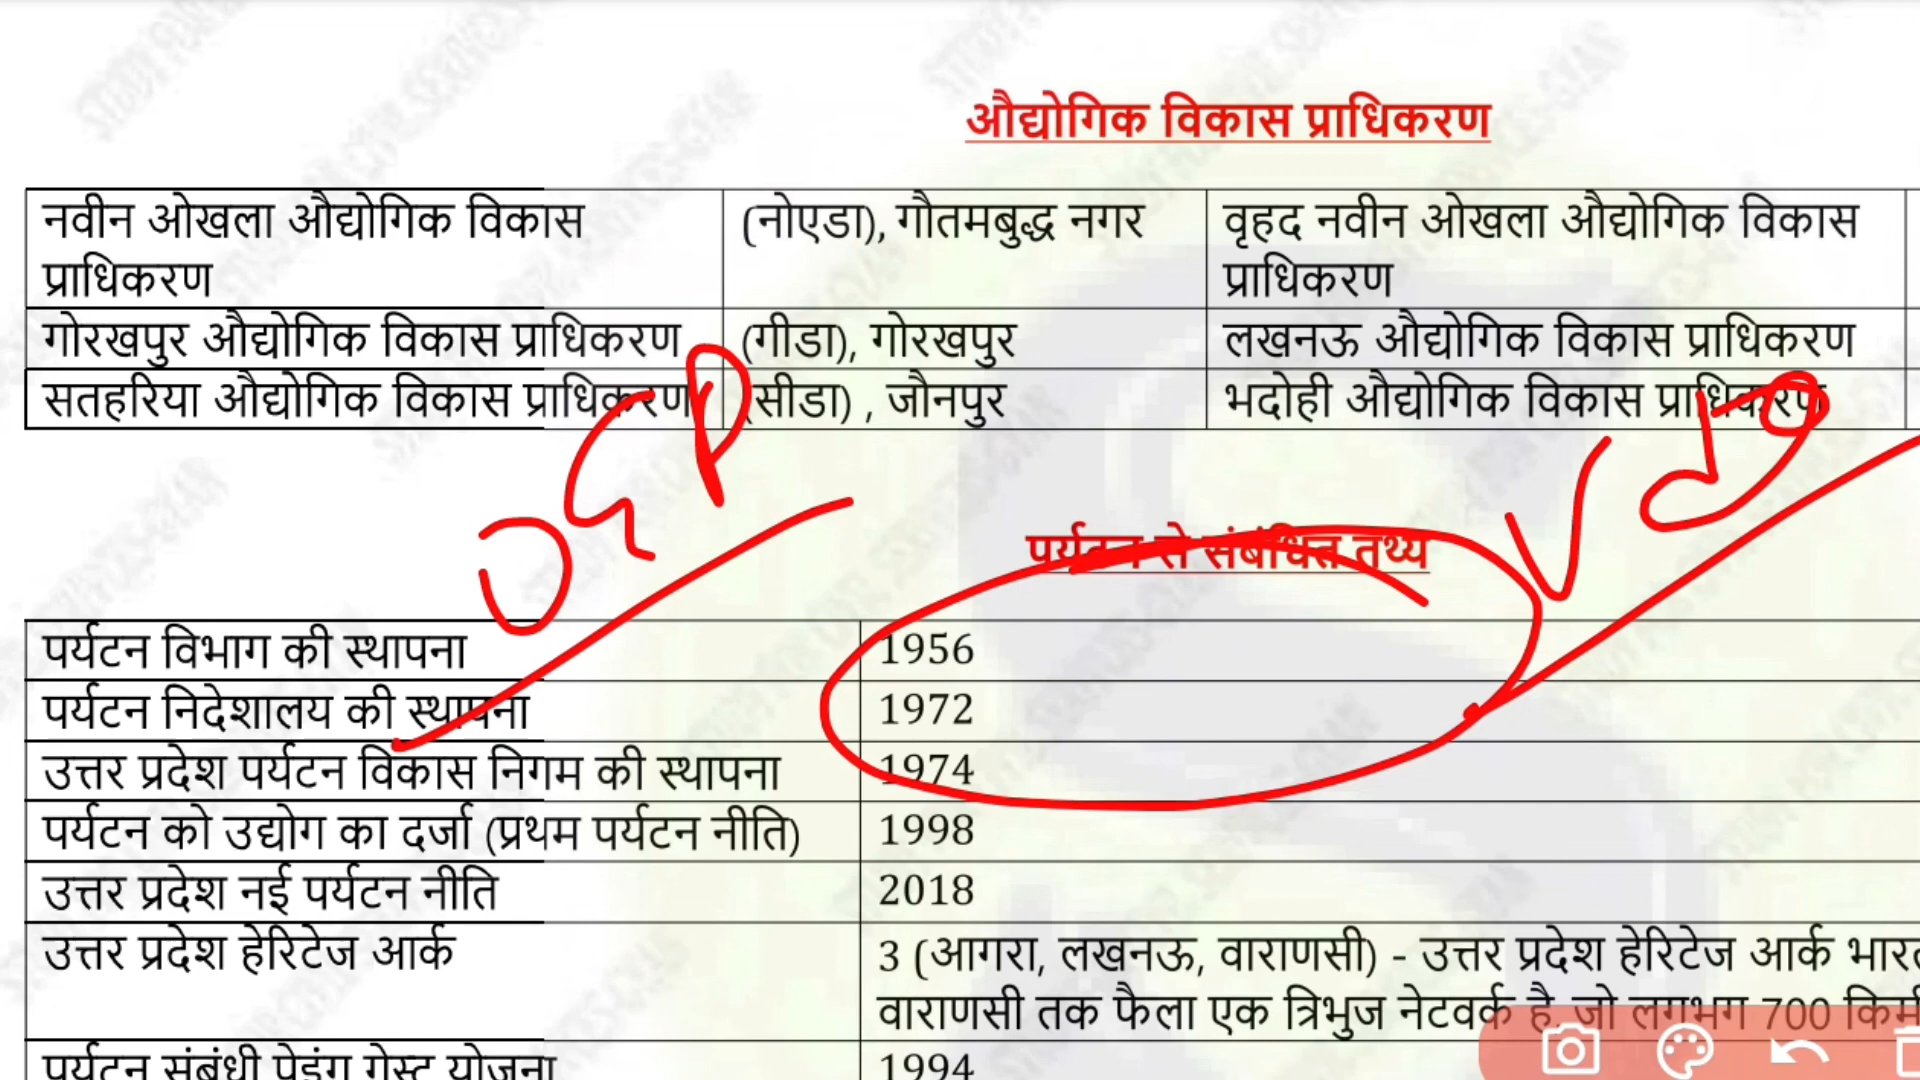 औद्योगिक विकास प्राधिकरण
नवीन ओखला औद्योगिक विकास प्राधिकरण (नोएडा), गौतमबुद्ध नगर वृहद नवीन ओखला औद्योगिक विकास प्राधिकरण
गोरखपुर औद्योगिक विकास प्राधिकरण (गीडा), गोरखपुर लखनऊ औद्योगिक विकास प्राधिकरण
सतहरिया औद्योगिक विकास प्राधिकरण (सीडा) , जौनपुर भदोही औद्योगिक विकास प्राधिकरण
पर्यटन से संबंधित तथ्य
पर्यटन विभाग की स्थापना 1956
पर्यटन निदेशालय की स्थापना 1972
उत्तर प्रदेश पर्यटन विकास निगम की स्थापना 1974
पर्यटन को उद्योग का दर्जा (प्रथम पर्यटन नीति) 1998
उत्तर प्रदेश नई पर्यटन नीति 2018
उत्तर प्रदेश हेरिटेज आर्क 3 (आगरा, लखनऊ, वाराणसी) - उत्तर प्रदेश हेरिटेज आर्क
वाराणसी तक फैला एक त्रिभुज नेटवर्क है, जो लगभग 700
पर्यटन संबंधी पेइंग गेस्ट योजना 1994